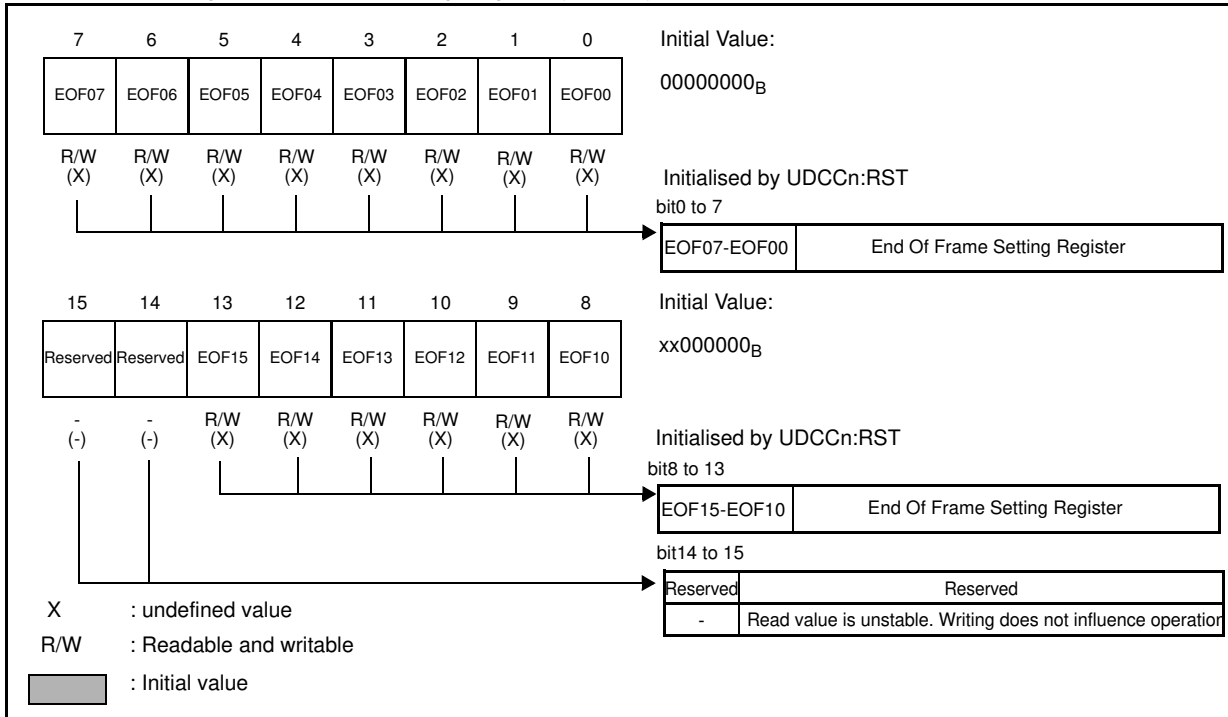 7 6 5 4 3 2 1 0 Initial Value:
EOF07 EOF06 EOF05 EOF04 EOF03 EOF02 EOF01 EOF00 00000000B
R/W R/W R/W R/W R/W R/W R/W R/W
(X) (X) (X) (X) (X) (X) (X) (X) Initialised by UDCCn:RST
bit0 to 7
EOF07-EOF00 End Of Frame Setting Register
15 14 13 12 11 10 9 8 Initial Value:
Reserved Reserved EOF15 EOF14 EOF13 EOF12 EOF11 EOF10 xx000000B
- - R/W R/W R/W R/W R/W R/W
(-) (-) (X) (X) (X) (X) (X) (X) Initialised by UDCCn:RST
bit8 to 13
EOF15-EOF10 End Of Frame Setting Register
bit14 to 15
Reserved Reserved
- Read value is unstable. Writing does not influence operation
X : undefined value
R/W : Readable and writable
: Initial value